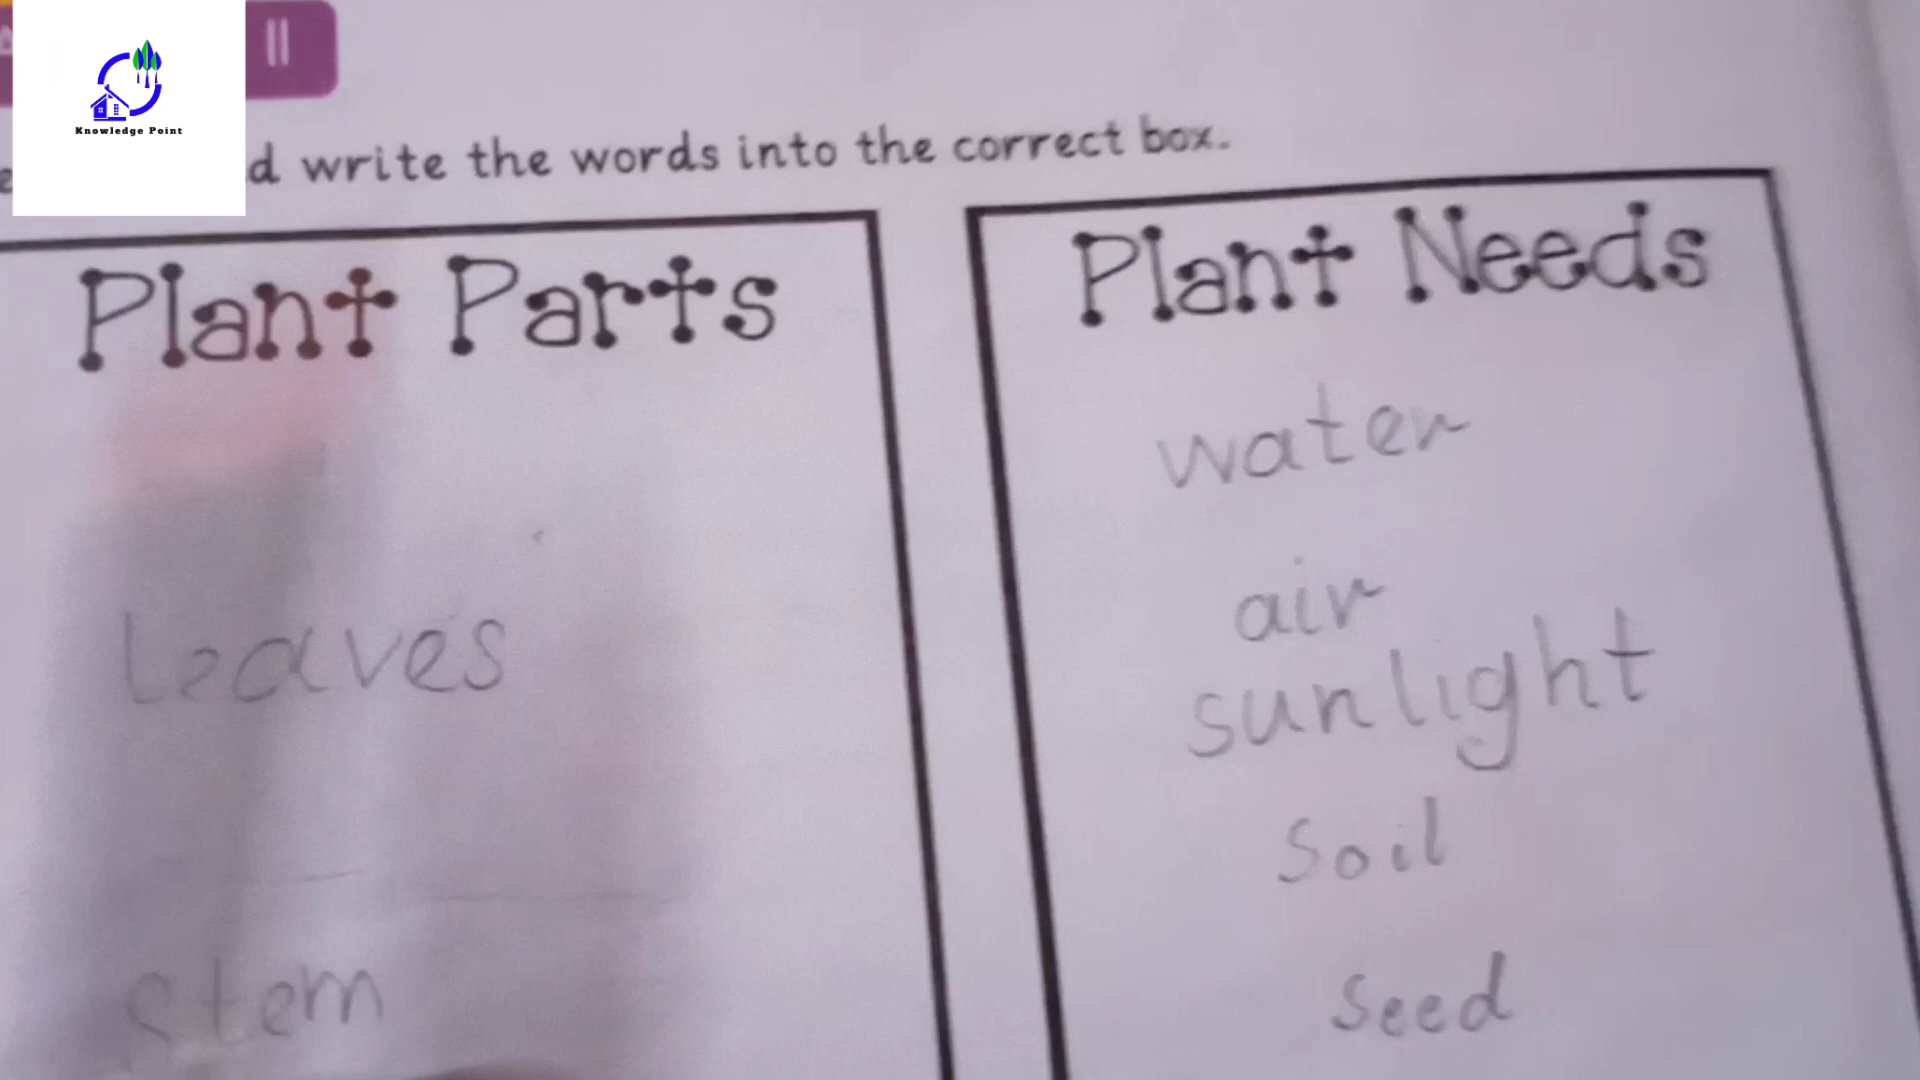 II
Knowledge Point
d write the words into the correct box.
Plant Parts
leaves
stem
Plant Needs
water
air
sunlight
soil
seed